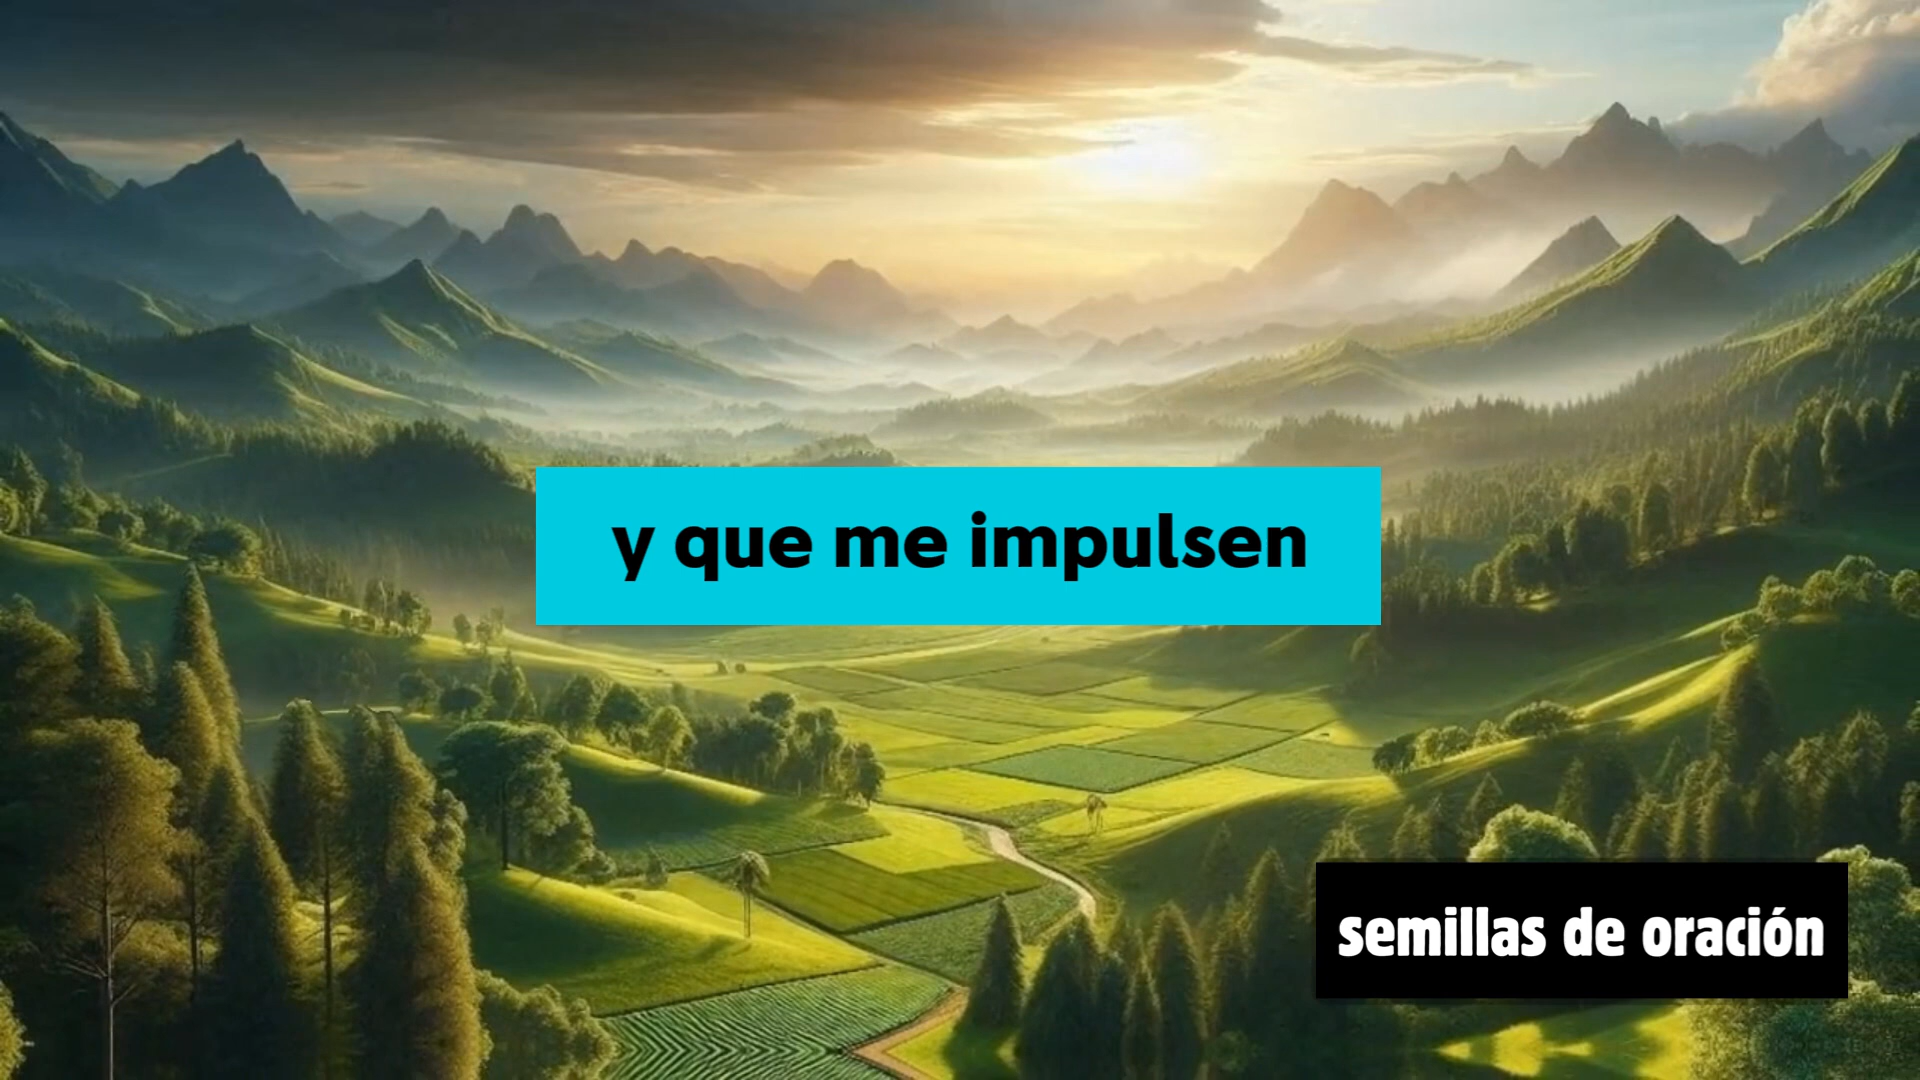 y que me impulsen
semillas de oración